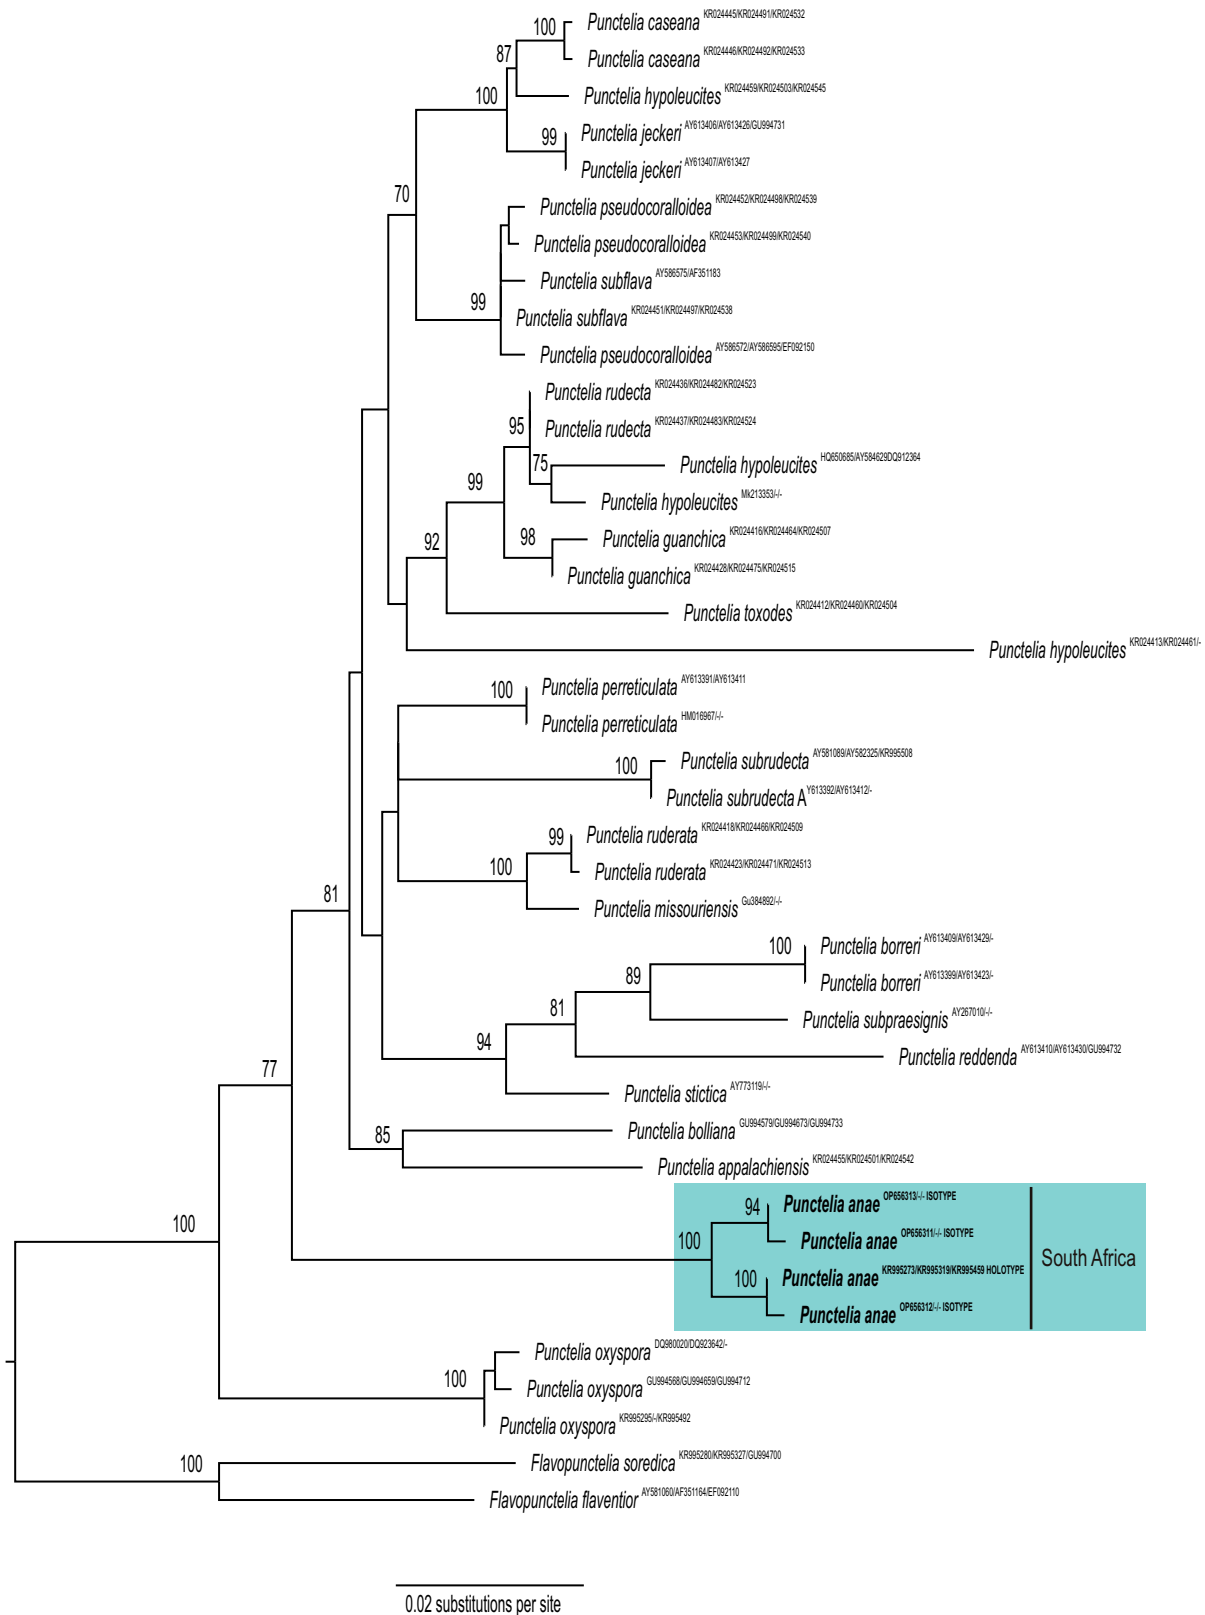 100
Punctelia caseana KR024445/KR024491/KR024532
87
Punctelia caseana KR024446/KR024492/KR024533
100
Punctelia hypoleucites KR024459/KR024503/KR024545
99
Punctelia jeckeri AY613406/AY613426/GU994731
Punctelia jeckeri AY613407/AY613427
70
Punctelia pseudocoralloidea KR024452/KR024498/KR024539
Punctelia pseudocoralloidea KR024453/KR024499/KR024540
Punctelia subflava AY586575/AF351183
99
Punctelia subflava KR024451/KR024497/KR024538
Punctelia pseudocoralloidea AY586572/AY586595/EF092150
Punctelia rudecta KR024436/KR024482/KR024523
95
Punctelia rudecta KR024437/KR024483/KR024524
75
Punctelia hypoleucites HQ650685/AY584629DQ912364
99
Punctelia hypoleucites Mk213353/-/-
98
Punctelia guanchica KR024416/KR024464/KR024507
92
Punctelia guanchica KR024428/KR024475/KR024515
Punctelia toxodes KR024412/KR024460/KR024504
Punctelia hypoleucites KR024413/KR024461/-
100
Punctelia perreticulata AY613391/AY613411
Punctelia perreticulata HM016967/-/-
100
Punctelia subrudecta AY581089/AY582325/KR995508
Punctelia subrudecta AY613392/AY613412/-
99
Punctelia ruderata KR024418/KR024466/KR024509
100
Punctelia ruderata KR024423/KR024471/KR024513
81
Punctelia missouriensis Gu384892/-/-
100
Punctelia borreri AY613409/AY613429/-
89
Punctelia borreri AY613399/AY613423/-
81
Punctelia subpraesignis AY267010/-/-
94
Punctelia reddenda AY613410/AY613430/GU994732
77
Punctelia stictica AY773119/-/-
85
Punctelia bolliana GU994579/GU994673/GU994733
Punctelia appalachiensis KR024455/KR024501/KR024542
94
Punctelia anae OP656313/-/- ISOTYPE
100
100
Punctelia anae OP656311/-/- ISOTYPE
South Africa
100
Punctelia anae KR995273/KR995319/KR995459 HOLOTYPE
Punctelia anae OP656312/-/- ISOTYPE
Punctelia oxyspora DQ980020/DQ923642/-
100
Punctelia oxyspora GU994568/GU994659/GU994712
Punctelia oxyspora KR995295/-/KR995492
100
Flavopunctelia soredica KR995280/KR995327/GU994700
Flavopunctelia flaventior AY581060/AF351164/EF092110
0.02 substitutions per site